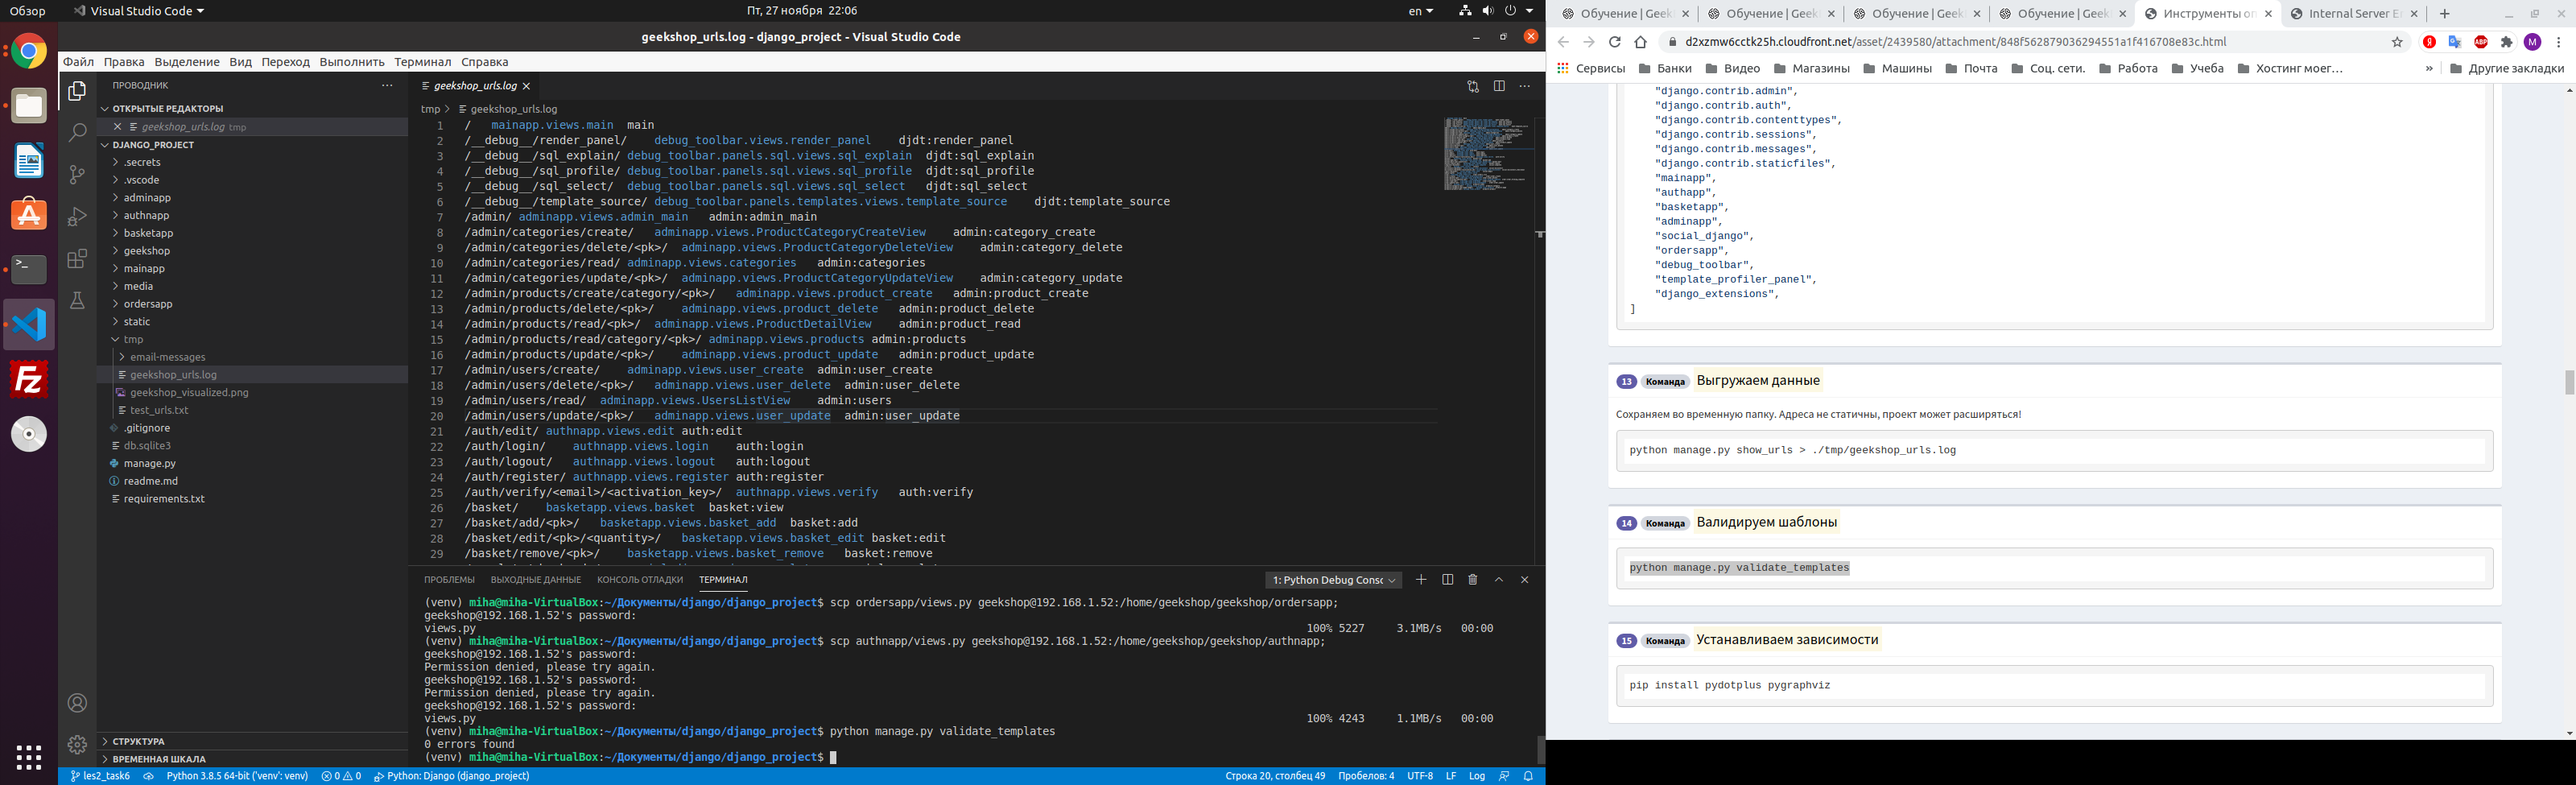 Обзор
Visual Studio Code
Пт, 27 ноября 22:06
en
geekshop_urls.log - django_project - Visual Studio Code
Файл Правка Выделение Вид Переход Выполнить Терминал Справка
ПРОВОДНИК
ОТКРЫТЫЕ РЕДАКТОРЫ
geekshop_urls.log tmp
DJANGO_PROJECT
.secrets
.vscode
adminapp
authnapp
basketapp
geekshop
mainapp
media
ordersapp
static
tmp
email-messages
geekshop_urls.log
geekshop_visualized.png
test_urls.txt
.gitignore
db.sqlite3
manage.py
readme.md
requirements.txt
СТРУКТУРА
ВРЕМЕННАЯ ШКАЛА
geekshop_urls.log
tmp > geekshop_urls.log
1 / mainapp.views.main main
2 /__debug__/render_panel/ debug_toolbar.views.render_panel djdt:render_panel
3 /__debug__/sql_explain/ debug_toolbar.panels.sql.views.sql_explain djdt:sql_explain
4 /__debug__/sql_profile/ debug_toolbar.panels.sql.views.sql_profile djdt:sql_profile
5 /__debug__/sql_select/ debug_toolbar.panels.sql.views.sql_select djdt:sql_select
6 /__debug__/template_source/ debug_toolbar.panels.templates.views.template_source djdt:template_source
7 /admin/ adminapp.views.admin_main admin:admin_main
8 /admin/categories/create/ adminapp.views.ProductCategoryCreateView admin:category_create
9 /admin/categories/delete/<pk>/ adminapp.views.ProductCategoryDeleteView admin:category_delete
10 /admin/categories/read/ adminapp.views.categories admin:categories
11 /admin/categories/update/<pk>/ adminapp.views.ProductCategoryUpdateView admin:category_update
12 /admin/products/create/category/<pk>/ adminapp.views.product_create admin:product_create
13 /admin/products/delete/<pk>/ adminapp.views.product_delete admin:product_delete
14 /admin/products/read/<pk>/ adminapp.views.ProductDetailView admin:product_read
15 /admin/products/read/category/<pk>/ adminapp.views.products admin:products
16 /admin/products/update/<pk>/ adminapp.views.product_update admin:product_update
17 /admin/users/create/ adminapp.views.user_create admin:user_create
18 /admin/users/delete/<pk>/ adminapp.views.user_delete admin:user_delete
19 /admin/users/read/ adminapp.views.UsersListView admin:users
20 /admin/users/update/<pk>/ adminapp.views.user_update admin:user_update
21 /auth/edit/ authnapp.views.edit auth:edit
22 /auth/login/ authnapp.views.login auth:login
23 /auth/logout/ authnapp.views.logout auth:logout
24 /auth/register/ authnapp.views.register auth:register
25 /auth/verify/<email>/<activation_key>/ authnapp.views.verify auth:verify
26 /basket/ basketapp.views.basket basket:view
27 /basket/add/<pk>/ basketapp.views.basket_add basket:add
28 /basket/edit/<pk>/<quantity>/ basketapp.views.basket_edit basket:edit
29 /basket/remove/<pk>/ basketapp.views.basket_remove basket:remove
ПРОБЛЕМЫ ВЫХОДНЫЕ ДАННЫЕ КОНСОЛЬ ОТЛАДКИ ТЕРМИНАЛ
1: Python Debug Consc
(venv) miha@miha-VirtualBox:~/Документы/django/django_project$ scp ordersapp/views.py geekshop@192.168.1.52:/home/geekshop/geekshop/ordersapp;
geekshop@192.168.1.52's password:
views.py 100% 5227 3.1MB/s 00:00
(venv) miha@miha-VirtualBox:~/Документы/django/django_project$ scp authnapp/views.py geekshop@192.168.1.52:/home/geekshop/geekshop/authnapp;
geekshop@192.168.1.52's password:
Permission denied, please try again.
geekshop@192.168.1.52's password:
Permission denied, please try again.
geekshop@192.168.1.52's password:
views.py 100% 4243 1.1MB/s 00:00
(venv) miha@miha-VirtualBox:~/Документы/django/django_project$ python manage.py validate_templates
0 errors found
(venv) miha@miha-VirtualBox:~/Документы/django/django_project$
les2_task6 Python 3.8.5 64-bit ('venv': venv) 0 0 Python: Django (django_project)
Строка 20, столбец 49 Пробелов: 4 UTF-8 LF Log
Обучение | Geek Обучение | Geek Обучение | Geek Обучение | Geek Инструменты оп Internal Server Er
d2xzmw6cctk25h.cloudfront.net/asset/2439580/attachment/848f562879036294551a1f416708e83c.html
Сервисы Банки Видео Магазины Машины Почта Соц. сети. Работа Учеба Хостинг моег... » Другие закладки
"django.contrib.admin",
"django.contrib.auth",
"django.contrib.contenttypes",
"django.contrib.sessions",
"django.contrib.messages",
"django.contrib.staticfiles",
"mainapp",
"authapp",
"basketapp",
"adminapp",
"social_django",
"ordersapp",
"debug_toolbar",
"template_profiler_panel",
"django_extensions",
]
13 Команда Выгружаем данные
Сохраняем во временную папку. Адреса не статичны, проект может расширяться!
python manage.py show_urls > ./tmp/geekshop_urls.log
14 Команда Валидируем шаблоны
python manage.py validate_templates
15 Команда Устанавливаем зависимости
pip install pydotplus pygraphviz